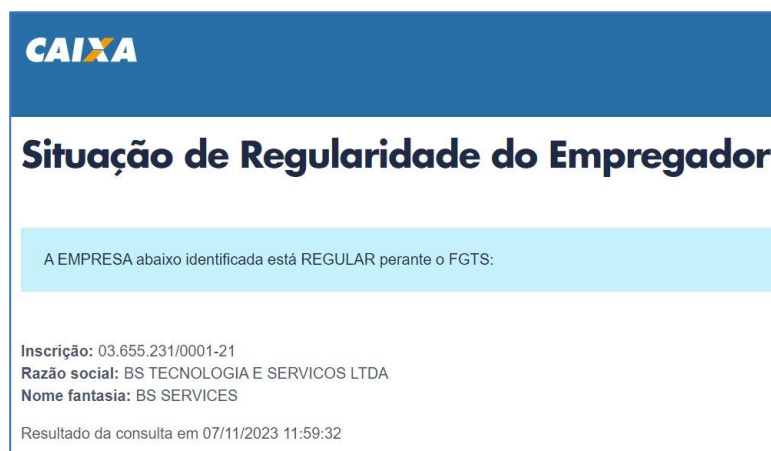 CAIXA
Situação de Regularidade do Empregador
A EMPRESA abaixo identificada está REGULAR perante o FGTS:
Inscrição: 03.655.231/0001-21
Razão social: BS TECNOLOGIA E SERVICOS LTDA
Nome fantasia: BS SERVICES
Resultado da consulta em 07/11/2023 11:59:32